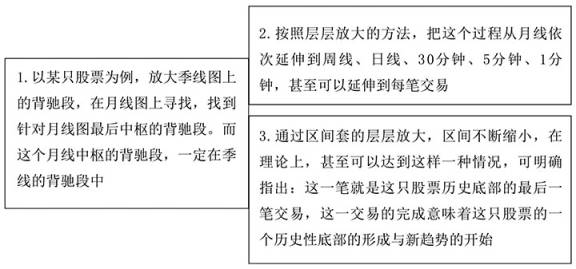 1. 以某只股票为例，放大季线图上
的背驰段，在月线图上寻找，找到
针对月线图最后中枢的背驰段。而
这个月线中枢的背驰段，一定在季
线的背驰段中
2. 按照层层放大的方法，把这个过程从月线依
次延伸到周线、日线、30分钟、5分钟、1分
钟，甚至可以延伸到每笔交易
3. 通过区间套的层层放大，区间不断缩小，在
理论上，甚至可以达到这样一种情况，可明确
指出：这一笔就是这只股票历史底部的最后一
笔交易，这一交易的完成意味着这只股票的一
个历史性底部的形成与新趋势的开始